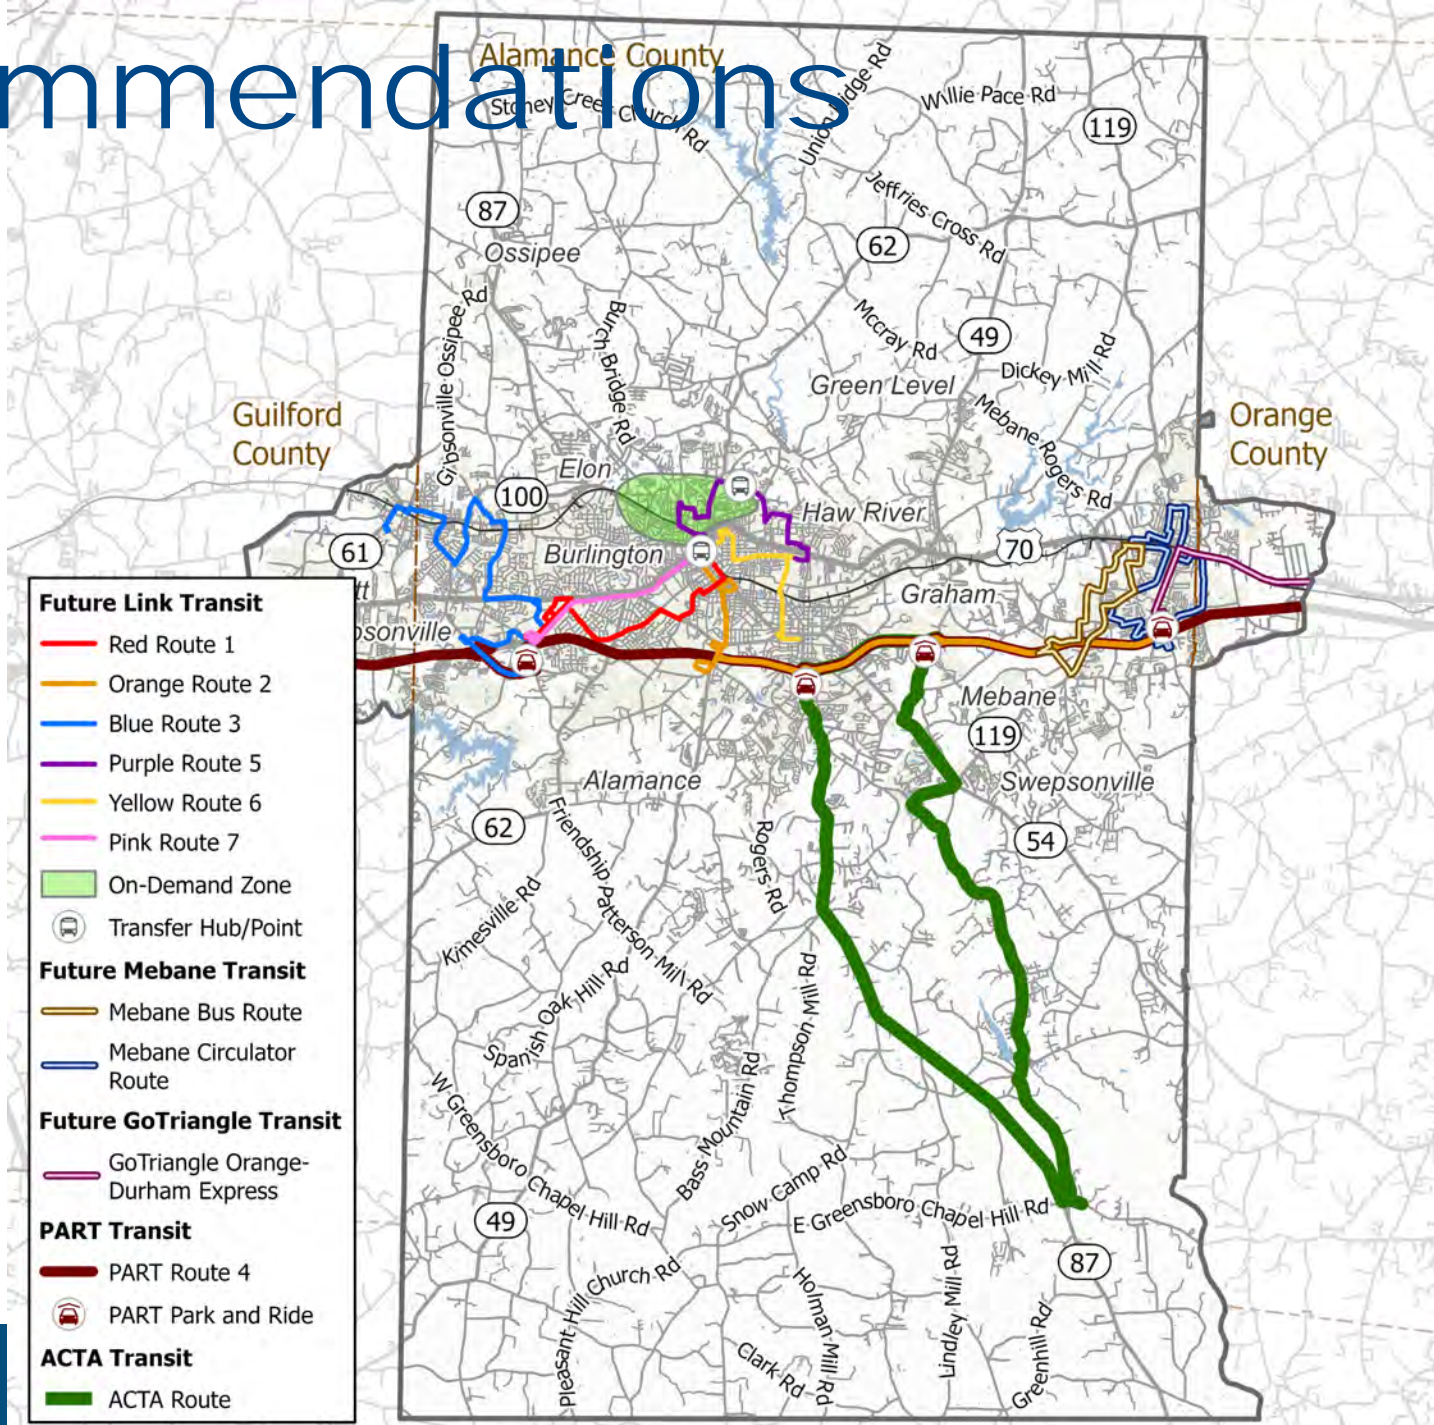 mmendations
Alamance County
Stoney Creek Church Rd
Union Ridge Rd
Willie Pace Rd
119
87
Ossipee
Jeffries Cross Rd
62
Gibsonville Ossipee Rd
Burch Bridge Rd
Mccray Rd
49
Dickey Mill Rd
Green Level
Mebane Rogers Rd
Guilford
County
Orange
County
Elon
100
Haw River
61
Burlington
70
Graham
tt
bsonville
Mebane
119
Alamance
Swepsonville
62
54
Friendship Patterson Mill Rd
Rogers Rd
Kimesville Rd
Spanish Oak Hill Rd
Thompson Mill Rd
W Greensboro Chapel Hill Rd
Bass Mountain Rd
Snow Camp Rd
E Greensboro Chapel Hill Rd
49
87
Pleasant Hill Church Rd
Holman Mill Rd
Lindley Mill Rd
Greenhill Rd
Clark Rd
Future Link Transit
Red Route 1
Orange Route 2
Blue Route 3
Purple Route 5
Yellow Route 6
Pink Route 7
On-Demand Zone
Transfer Hub/Point
Future Mebane Transit
Mebane Bus Route
Mebane Circulator
Route
Future GoTriangle Transit
GoTriangle Orange-
Durham Express
PART Transit
PART Route 4
PART Park and Ride
ACTA Transit
ACTA Route